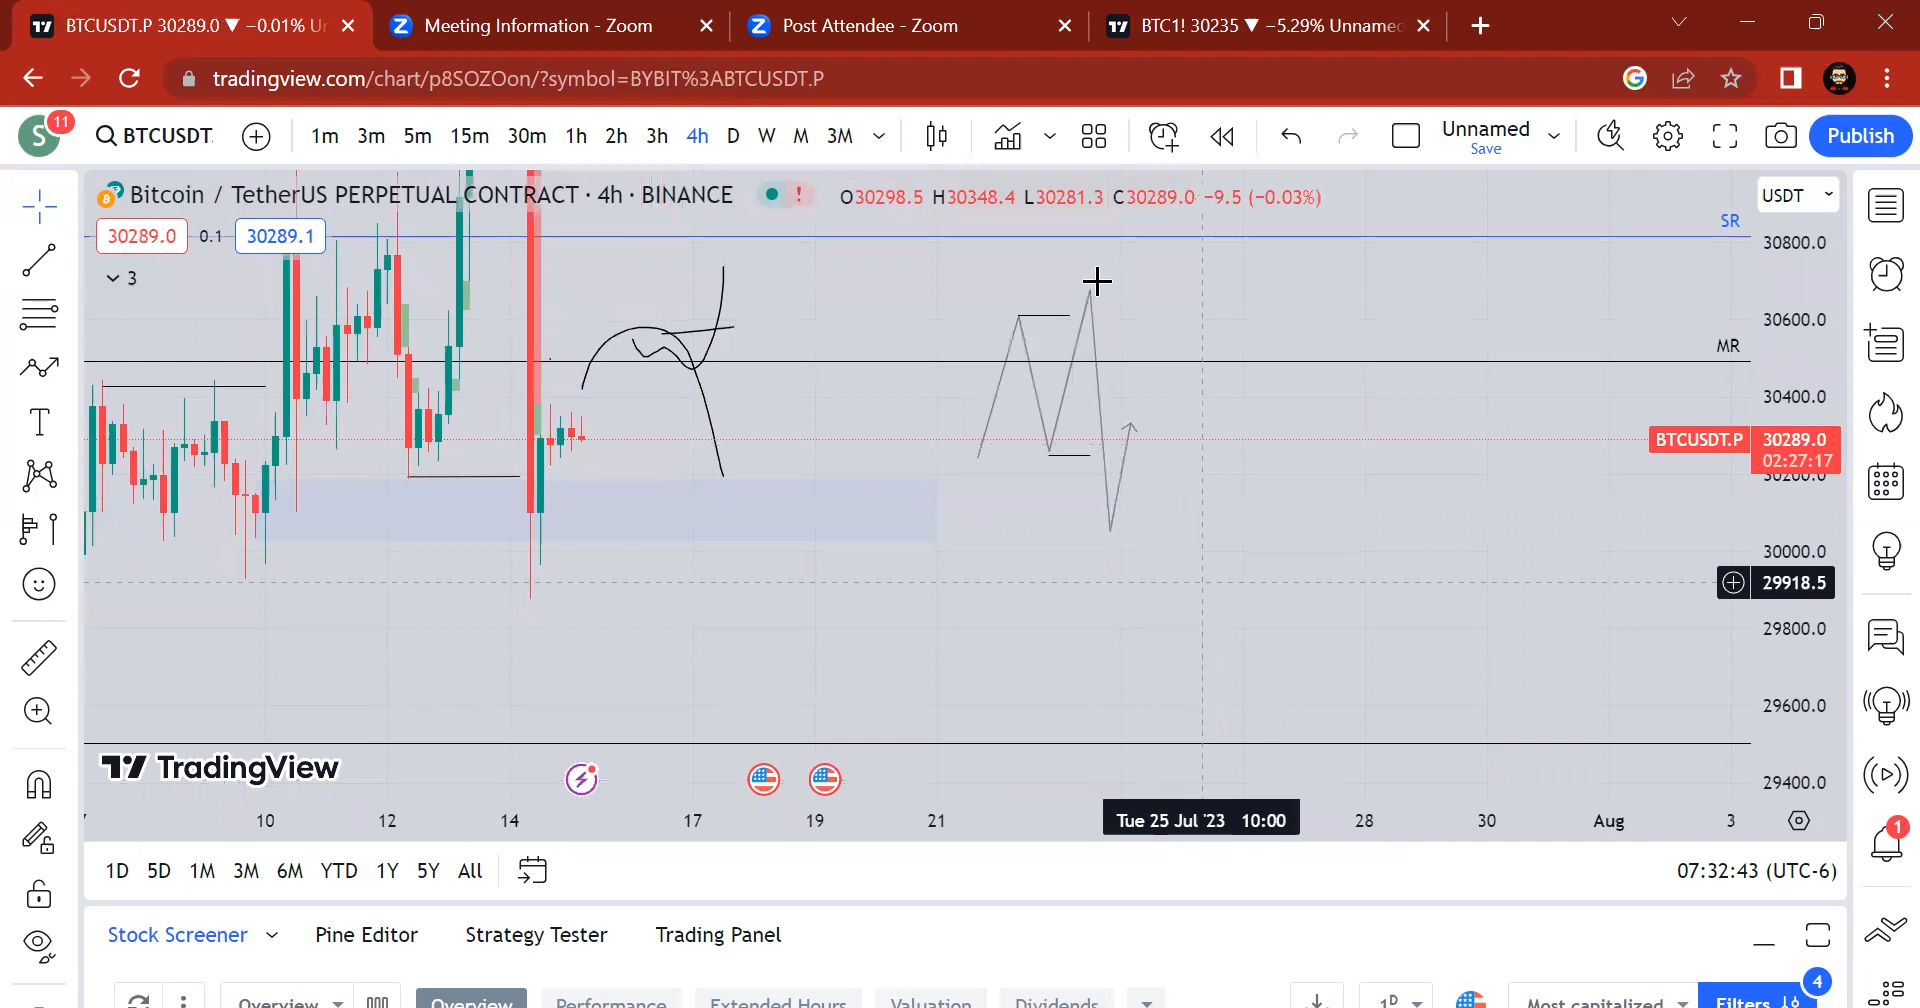 BTCUSDT.P 30289.0 ▼ −0.01% Ur
Meeting Information - Zoom
Post Attendee - Zoom
BTC1! 30235 ▼ −5.29% Unnamed
tradingview.com/chart/p8SOZOon/?symbol=BYBIT%3ABTCUSDT.P
S 11
BTCUSDT.
1m 3m 5m 15m 30m 1h 2h 3h 4h D W M 3M
Unnamed
Save
Publish
Bitcoin / TetherUS PERPETUAL CONTRACT · 4h · BINANCE
O30298.5 H30348.4 L30281.3 C30289.0 −9.5 (−0.03%)
USDT
30289.0 0.1 30289.1
3
SR
MR
30800.0
30600.0
30400.0
BTCUSDT.P 30289.0
02:27:17
30200.0
30000.0
29918.5
29800.0
29600.0
29400.0
TradingView
10 12 14 17 19 21 Tue 25 Jul '23 10:00 28 30 Aug 3
1D 5D 1M 3M 6M YTD 1Y 5Y All
07:32:43 (UTC-6)
1
Stock Screener Pine Editor Strategy Tester Trading Panel
4
Overview Overview Performance Extended Hours Valuation Dividends 1D Most capitalized Filters